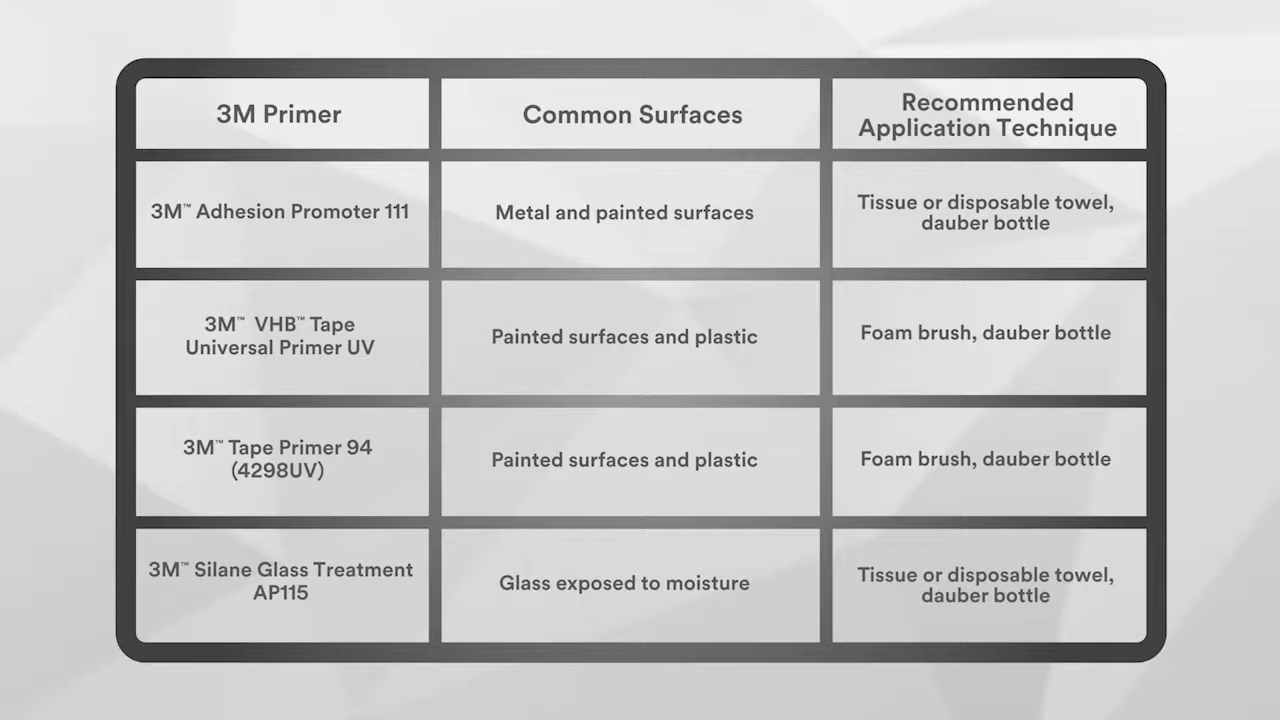 3M Primer
Common Surfaces
Recommended
Application Technique
3M™ Adhesion Promoter 111
Metal and painted surfaces
Tissue or disposable towel,
dauber bottle
3M™ VHB™ Tape
Universal Primer UV
Painted surfaces and plastic
Foam brush, dauber bottle
3M™ Tape Primer 94
(4298UV)
Painted surfaces and plastic
Foam brush, dauber bottle
3M™ Silane Glass Treatment
AP115
Glass exposed to moisture
Tissue or disposable towel,
dauber bottle